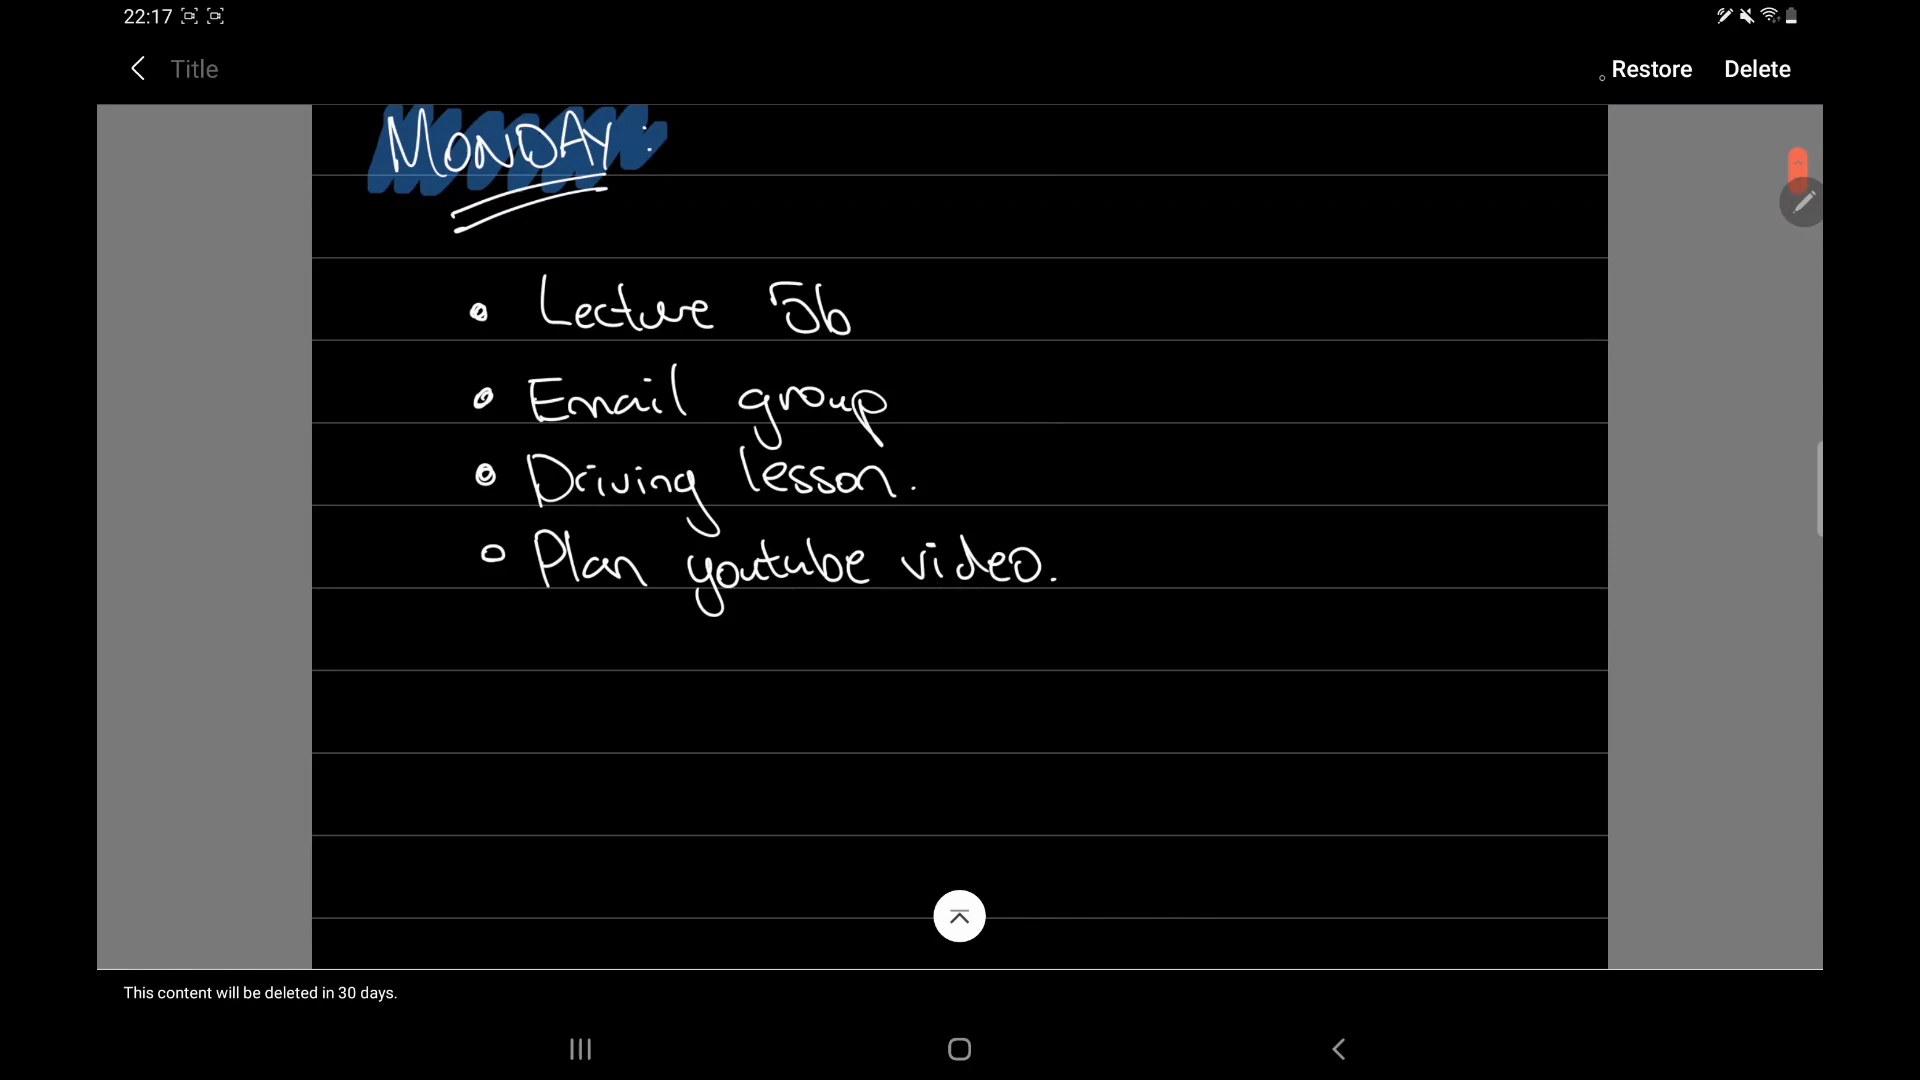 22:17
Title
Restore
Delete
MONDAY:
• Lecture 5b
• Email group
• Driving lesson.
• Plan youtube video.
This content will be deleted in 30 days.